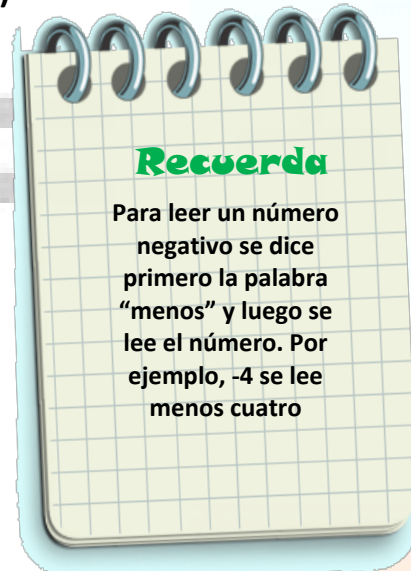 Recuerda
Para leer un número
negativo se dice
primero la palabra
“menos” y luego se
lee el número. Por
ejemplo, -4 se lee
menos cuatro